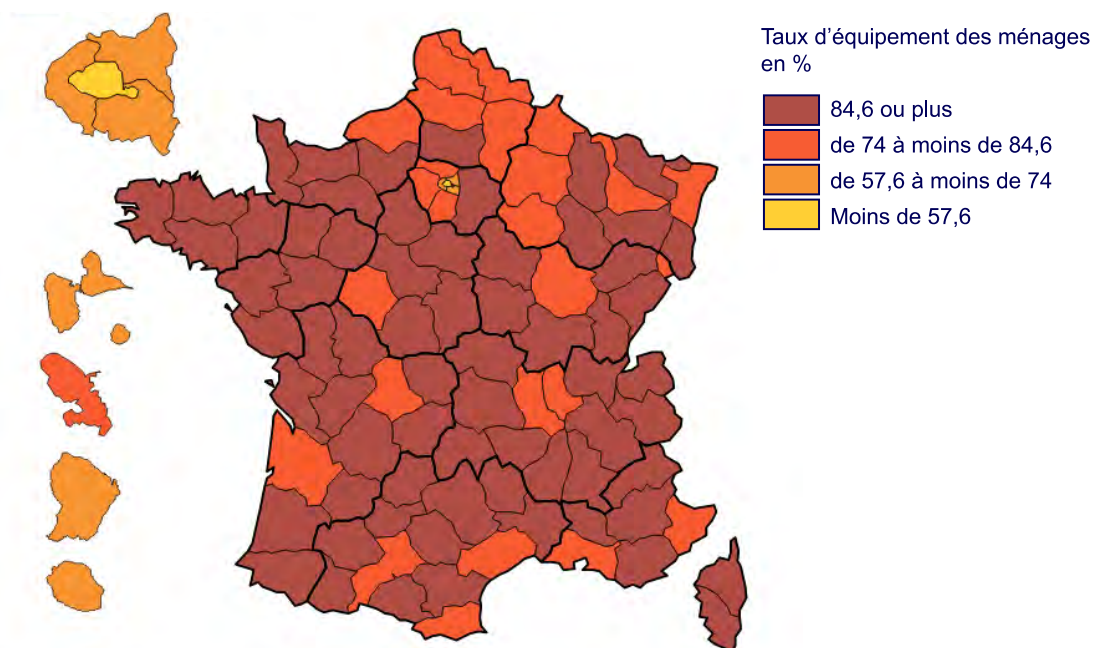 Taux d’équipement des ménages
en %
84,6 ou plus
de 74 à moins de 84,6
de 57,6 à moins de 74
Moins de 57,6